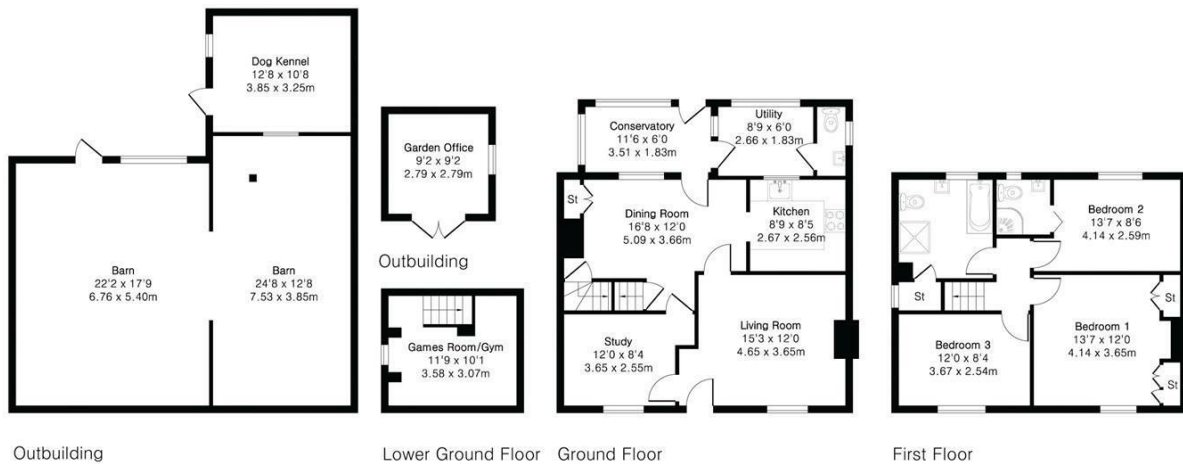 Dog Kennel
12'8 x 10'8
3.85 x 3.25m
Barn
22'2 x 17'9
6.76 x 5.40m
Barn
24'8 x 12'8
7.53 x 3.85m
Outbuilding
Garden Office
9'2 x 9'2
2.79 x 2.79m
Outbuilding
Games Room/Gym
11'9 x 10'1
3.58 x 3.07m
Lower Ground Floor
Conservatory
11'6 x 6'0
3.51 x 1.83m
Utility
8'9 x 6'0
2.66 x 1.83m
St
Dining Room
16'8 x 12'0
5.09 x 3.66m
Kitchen
8'9 x 8'5
2.67 x 2.56m
Study
12'0 x 8'4
3.65 x 2.55m
Living Room
15'3 x 12'0
4.65 x 3.65m
Ground Floor
Bedroom 2
13'7 x 8'6
4.14 x 2.59m
St
St
Bedroom 3
12'0 x 8'4
3.67 x 2.54m
Bedroom 1
13'7 x 12'0
4.14 x 3.65m
St
First Floor